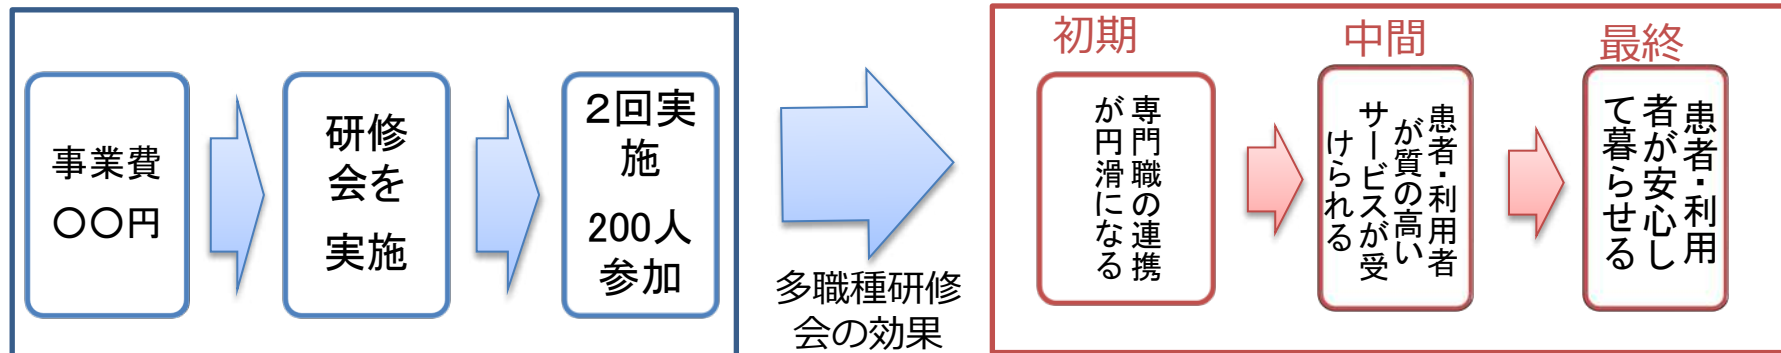 事業費
〇〇円
研修
会を
実施
２回実
施
200人
参加
多職種研修
会の効果
初期
専門職の連携
が円滑になる
中間
患者・利用者
が質の高い
サービスが受
けられる
最終
患者・利用
者が安心し
て暮らせる